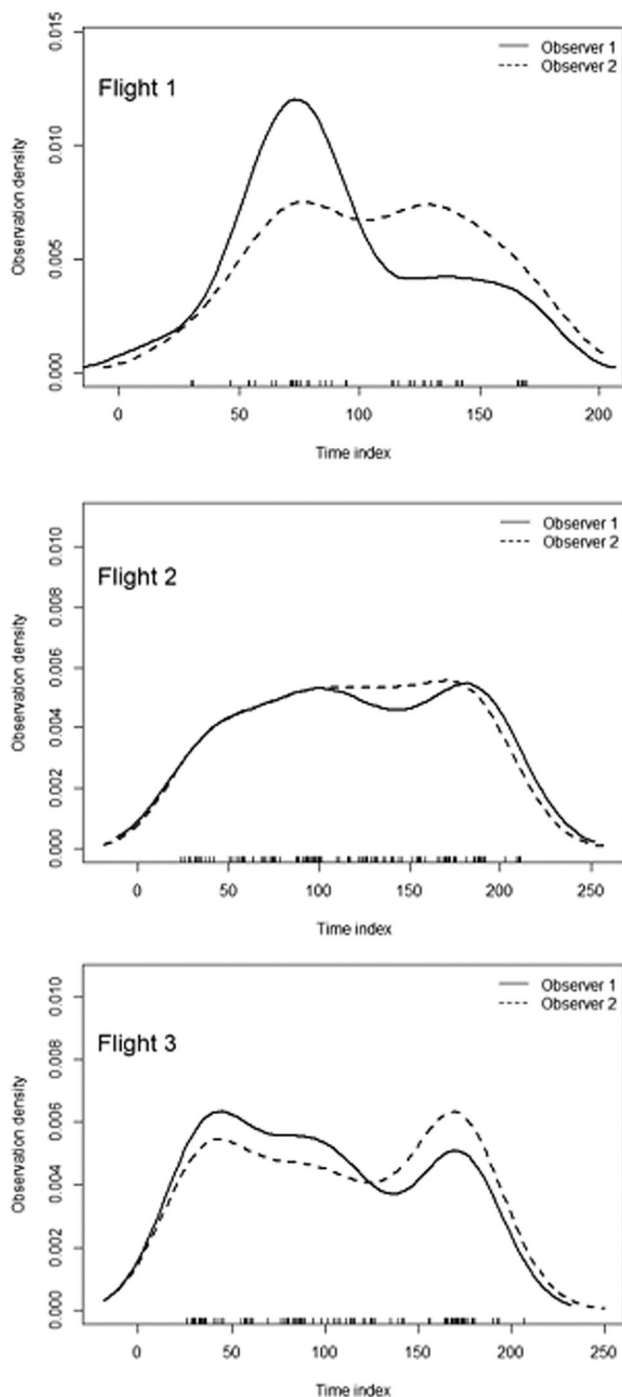 Flight 1
Observer 1
Observer 2
Observation density
0.015
0.010
0.005
0.000
0 50 100 150 200
Time index
Flight 2
Observer 1
Observer 2
Observation density
0.010
0.008
0.006
0.004
0.002
0.000
0 50 100 150 200 250
Time index
Flight 3
Observer 1
Observer 2
Observation density
0.010
0.008
0.006
0.004
0.002
0.000
0 50 100 150 200 250
Time index